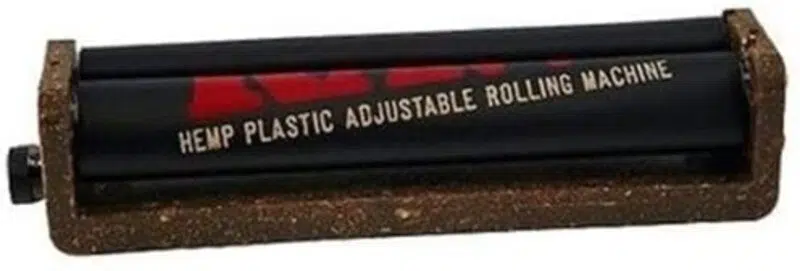 HEMP PLASTIC ADJUSTABLE ROLLING MACHINE